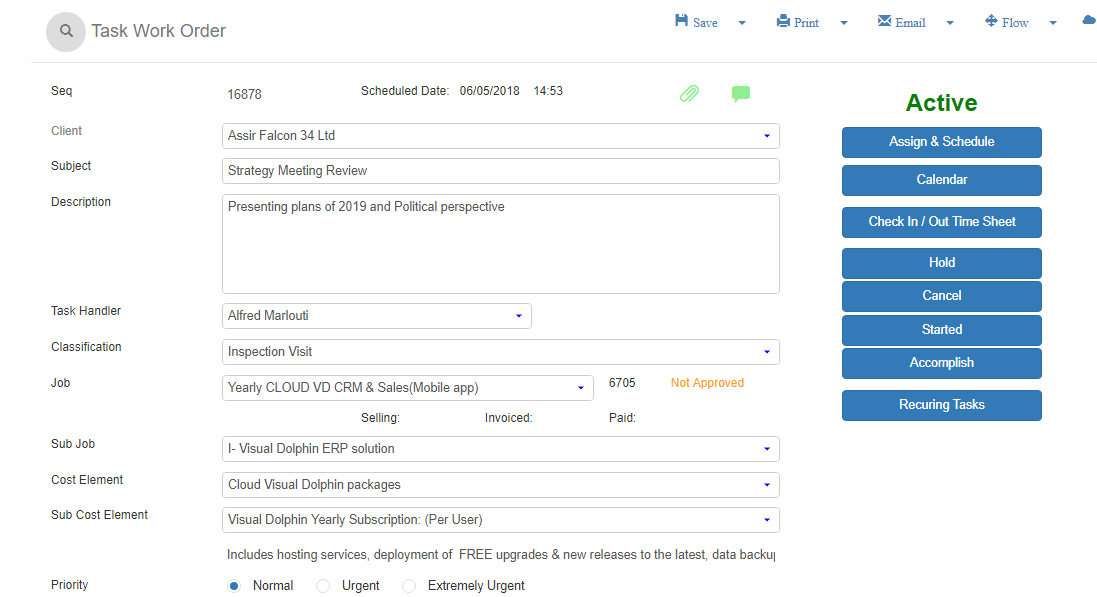 Task Work Order
Save Print Email Flow
Seq 16878 Scheduled Date: 06/05/2018 14:53
Active
Client Assir Falcon 34 Ltd
Assign & Schedule
Subject Strategy Meeting Review
Calendar
Description Presenting plans of 2019 and Political perspective
Check In / Out Time Sheet
Hold
Cancel
Task Handler Alfred Marlouti
Started
Classification Inspection Visit
Accomplish
Job Yearly CLOUD VD CRM & Sales(Mobile app) 6705 Not Approved
Recuring Tasks
Selling: Invoiced: Paid:
Sub Job I- Visual Dolphin ERP solution
Cost Element Cloud Visual Dolphin packages
Sub Cost Element Visual Dolphin Yearly Subscription: (Per User)
Includes hosting services, deployment of FREE upgrades & new releases to the latest, data backup
Priority Normal Urgent Extremely Urgent